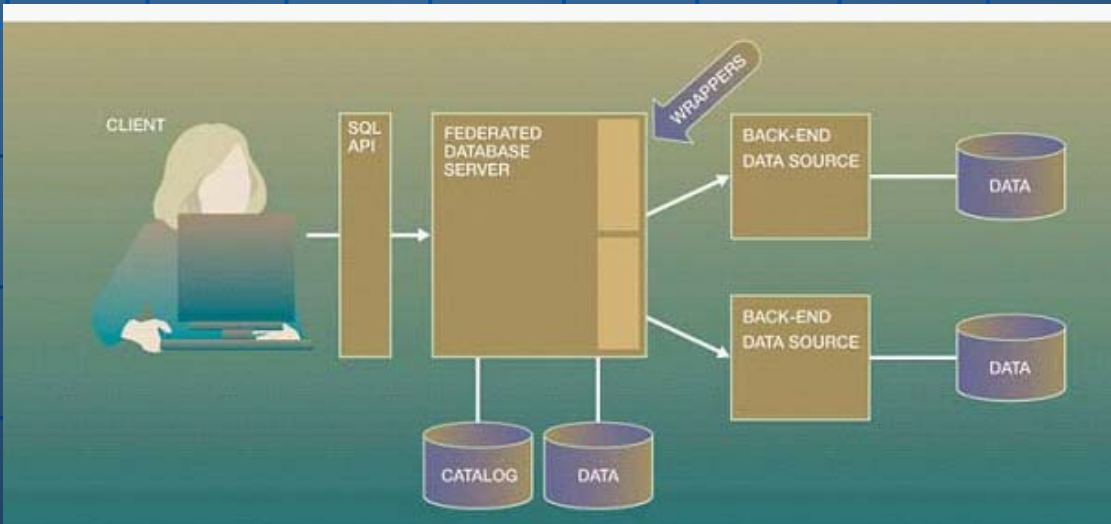 CLIENT
SQL
API
FEDERATED
DATABASE
SERVER
WRAPPERS
BACK-END
DATA SOURCE
DATA
BACK-END
DATA SOURCE
DATA
CATALOG
DATA